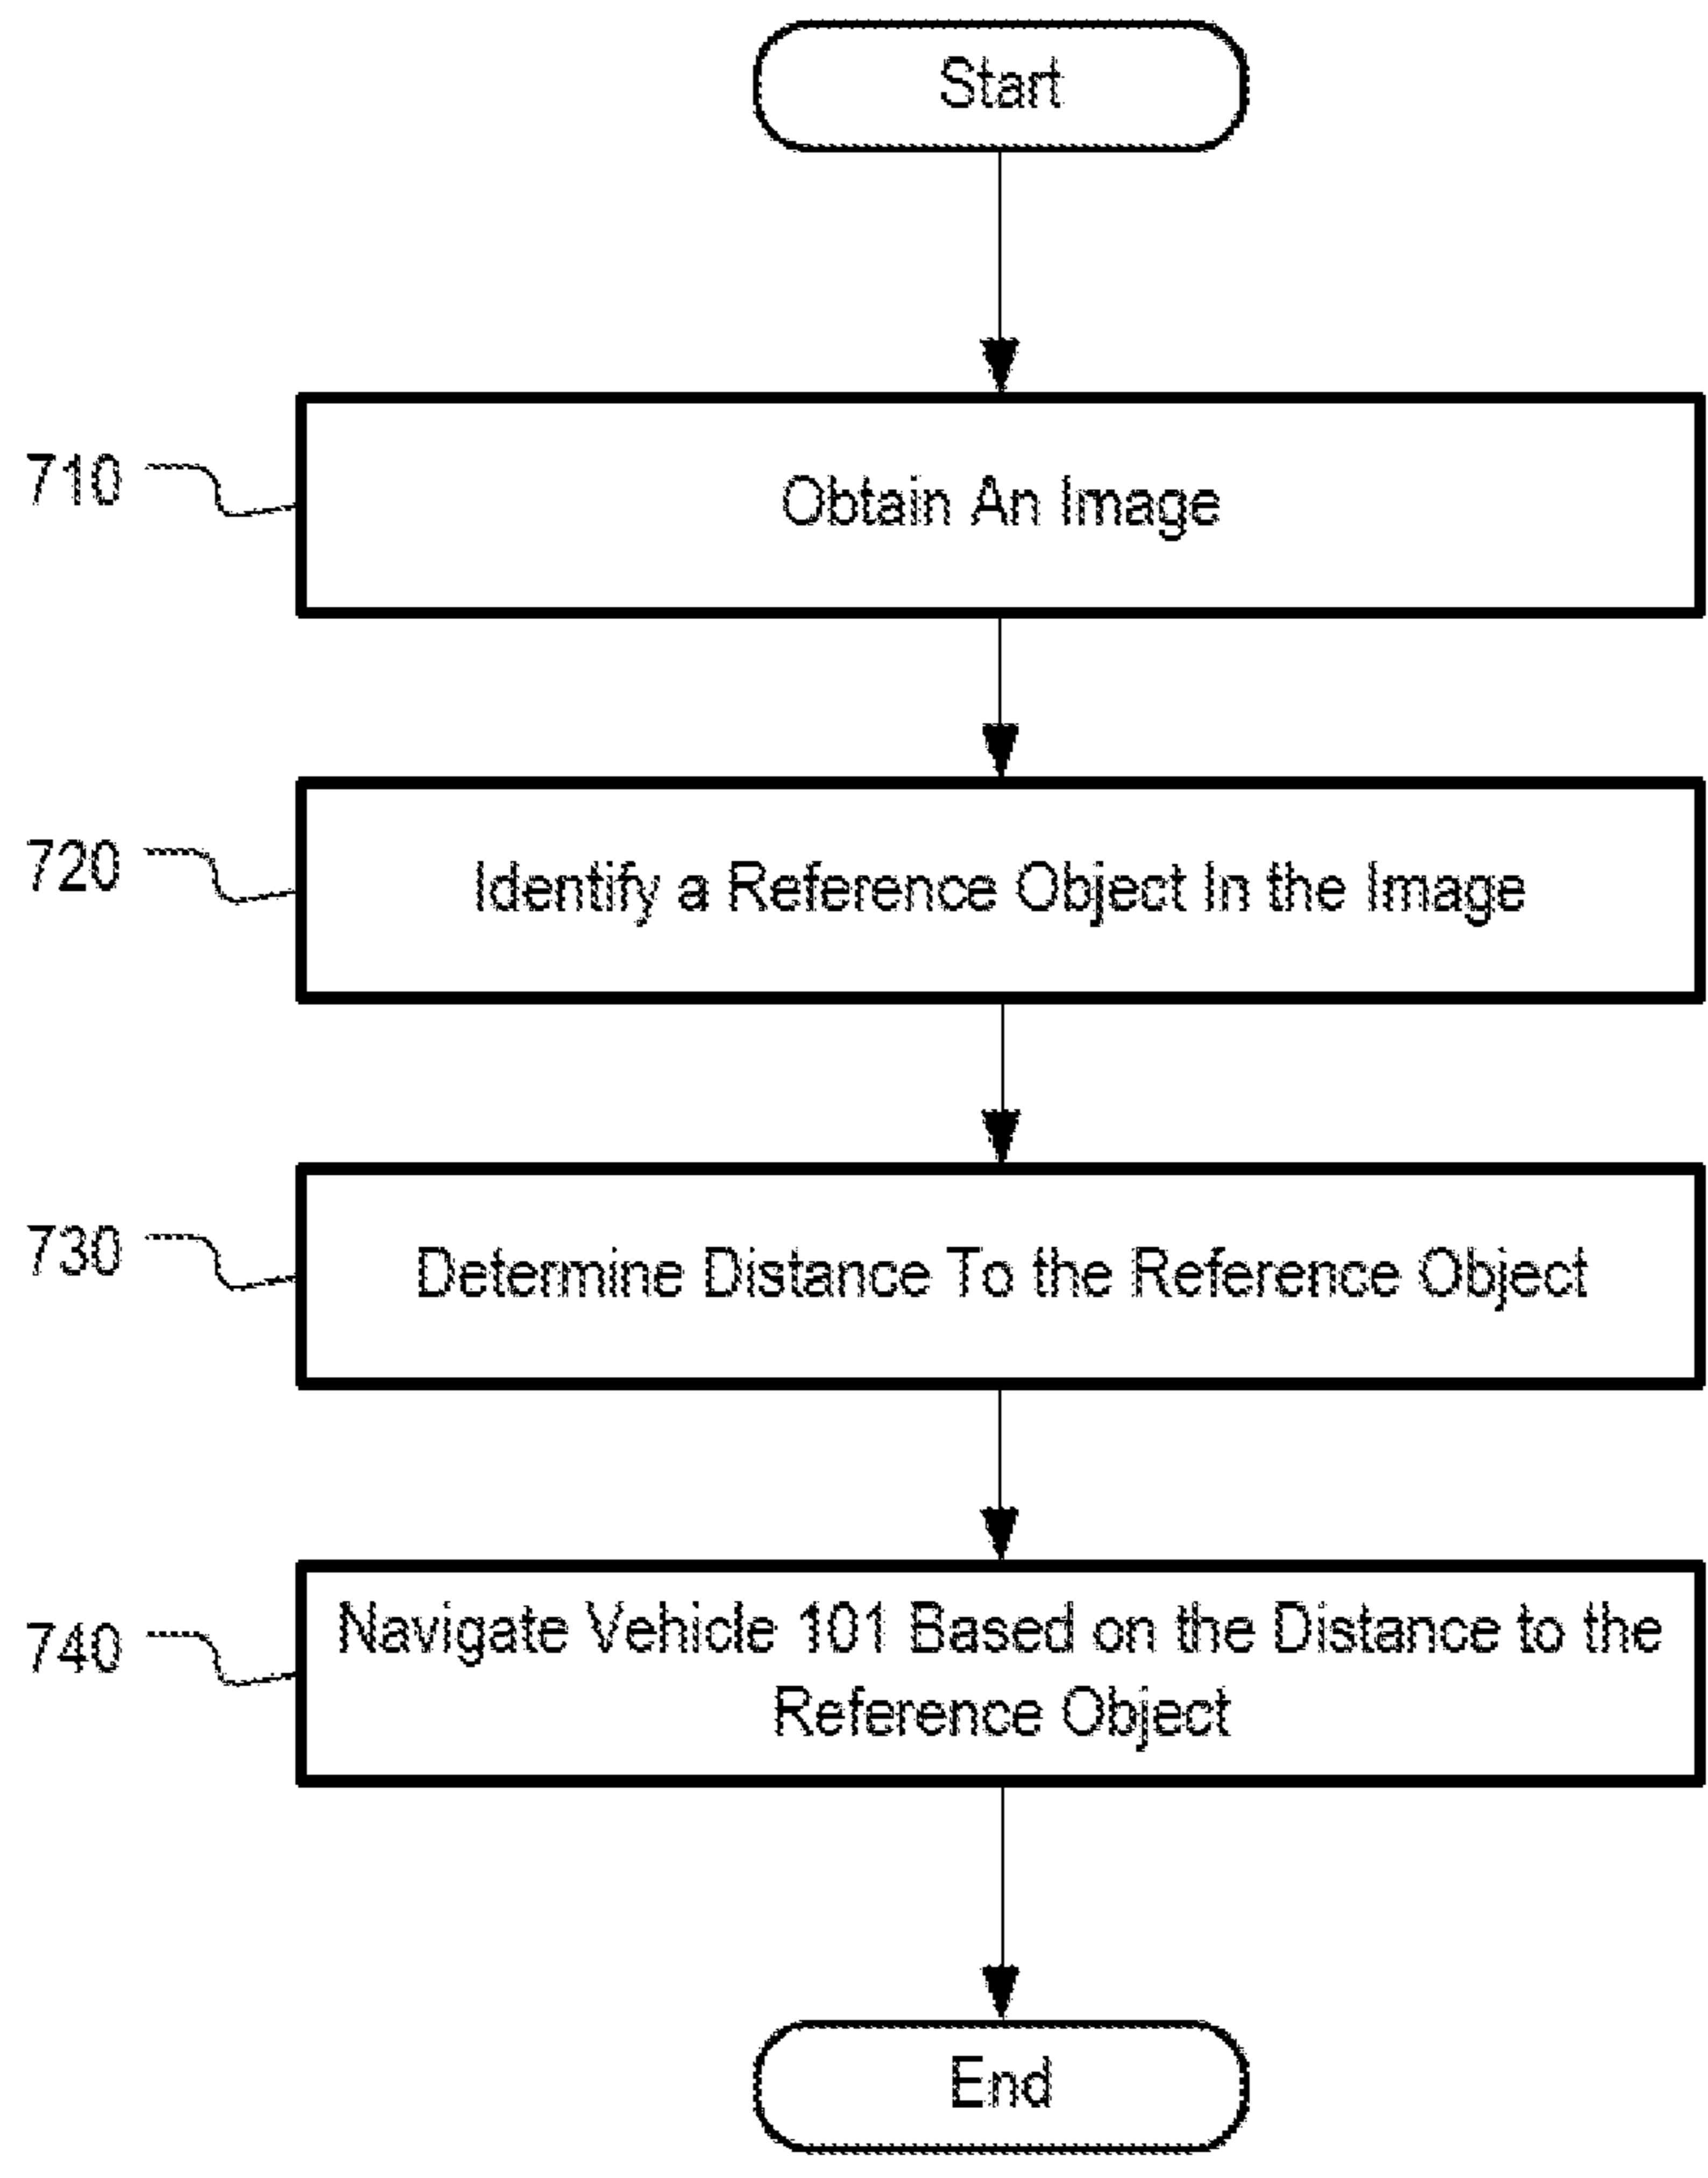 Start
710
Obtain An Image
720
Identify a Reference Object In the Image
730
Determine Distance To the Reference Object
740
Navigate Vehicle 101 Based on the Distance to the
Reference Object
End